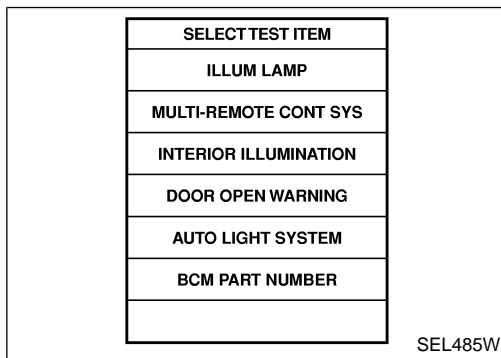 SELECT TEST ITEM
ILLUM LAMP
MULTI-REMOTE CONT SYS
INTERIOR ILLUMINATION
DOOR OPEN WARNING
AUTO LIGHT SYSTEM
BCM PART NUMBER
SEL485W